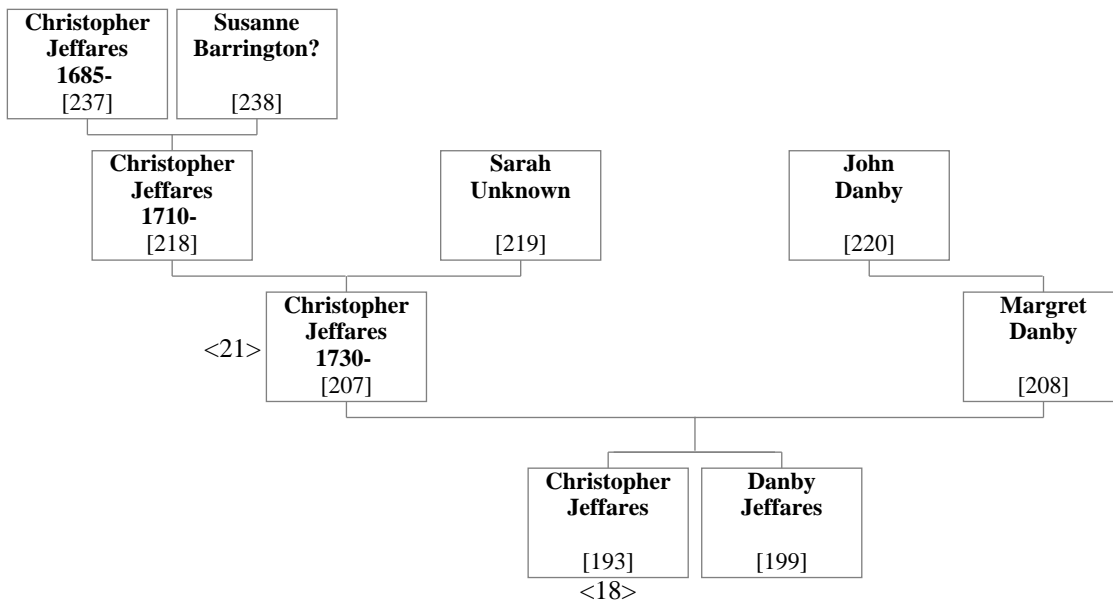 Christopher
Jeffares
1685-
[237]
Susanne
Barrington?
[238]
Christopher
Jeffares
1710-
[218]
Sarah
Unknown
[219]
John
Danby
[220]
<21>
Christopher
Jeffares
1730-
[207]
Margret
Danby
[208]
Christopher
Jeffares
[193]
<18>
Danby
Jeffares
[199]